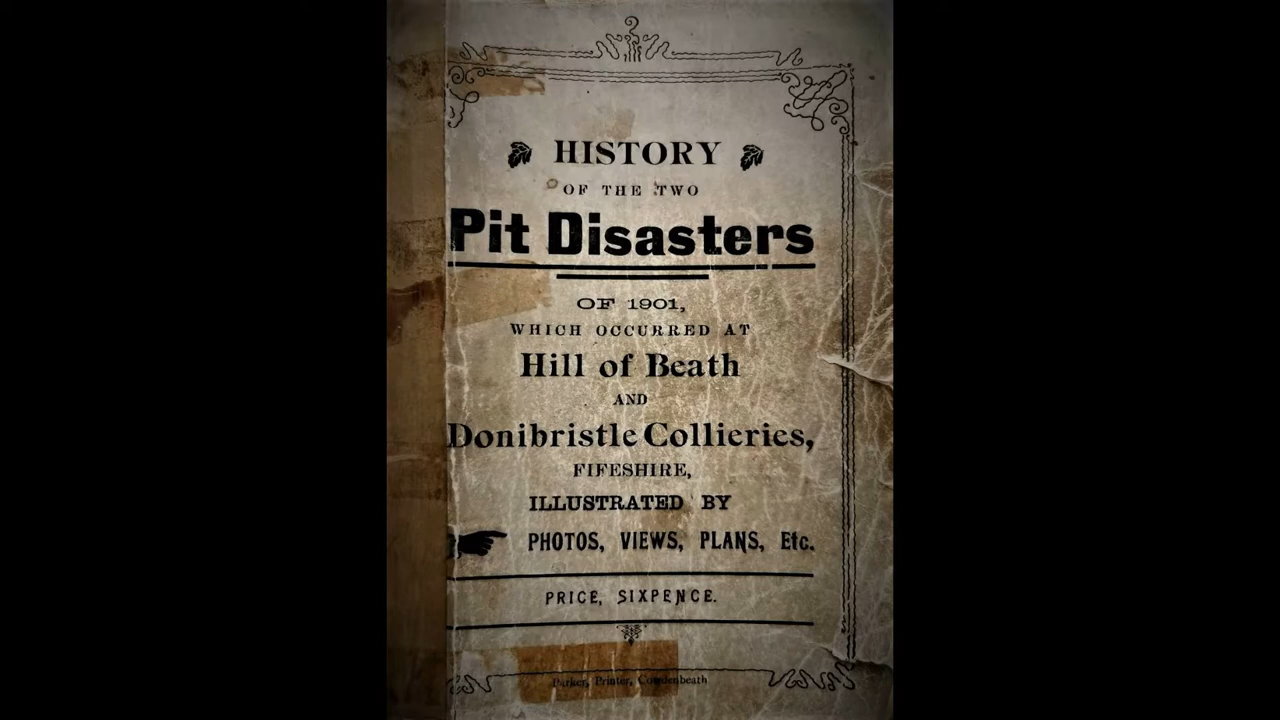 HISTORY
OF THE TWO
Pit Disasters
OF 1901,
WHICH OCCURRED AT
Hill of Beath
AND
Donibristle Collieries,
FIFESHIRE,
ILLUSTRATED BY
PHOTOS, VIEWS, PLANS, Etc.
PRICE, SIXPENCE.
Parker, Printer, Cowdenbeath